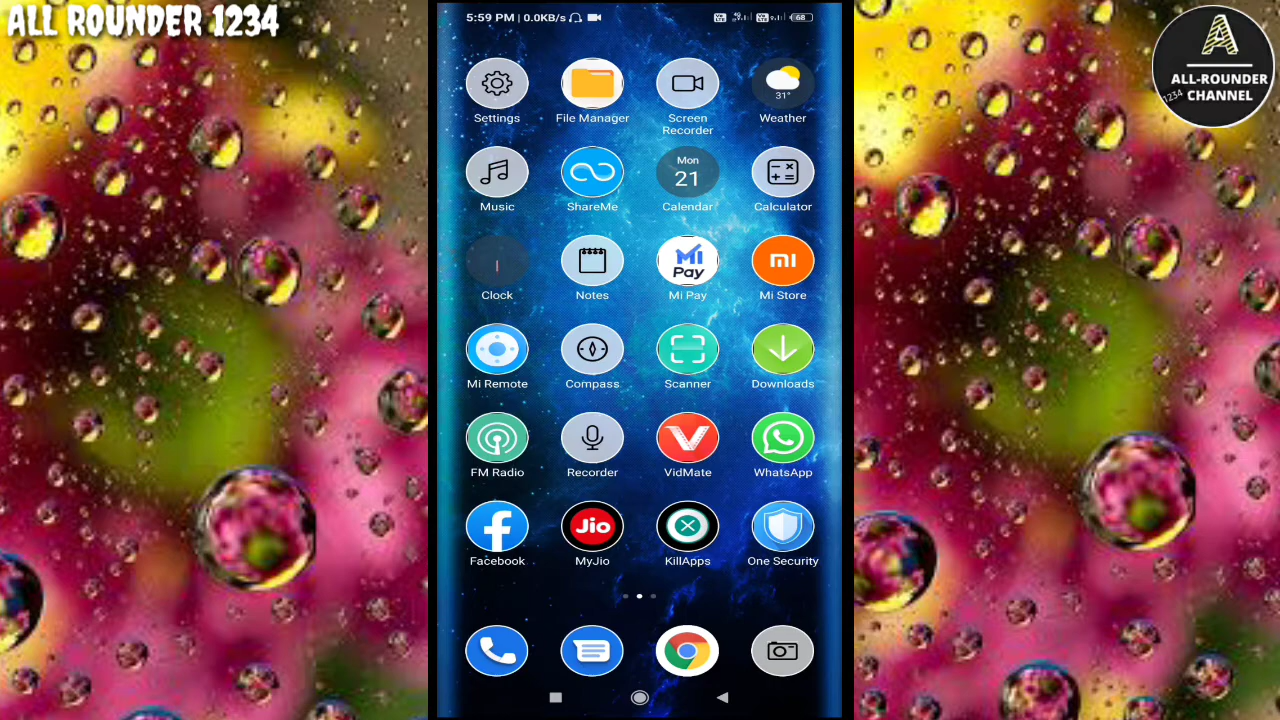 ALL ROUNDER 1234
5:59 PM | 0.0KB/s
68
A
ALL-ROUNDER
1234 CHANNEL
31°
Settings
File Manager
Screen
Recorder
Weather
Mon
21
Music
ShareMe
Calendar
Calculator
Mi
Pay
mi
Clock
Notes
Mi Pay
Mi Store
Mi Remote
Compass
Scanner
Downloads
FM Radio
Recorder
VidMate
WhatsApp
Jio
Facebook
MyJio
KillApps
One Security